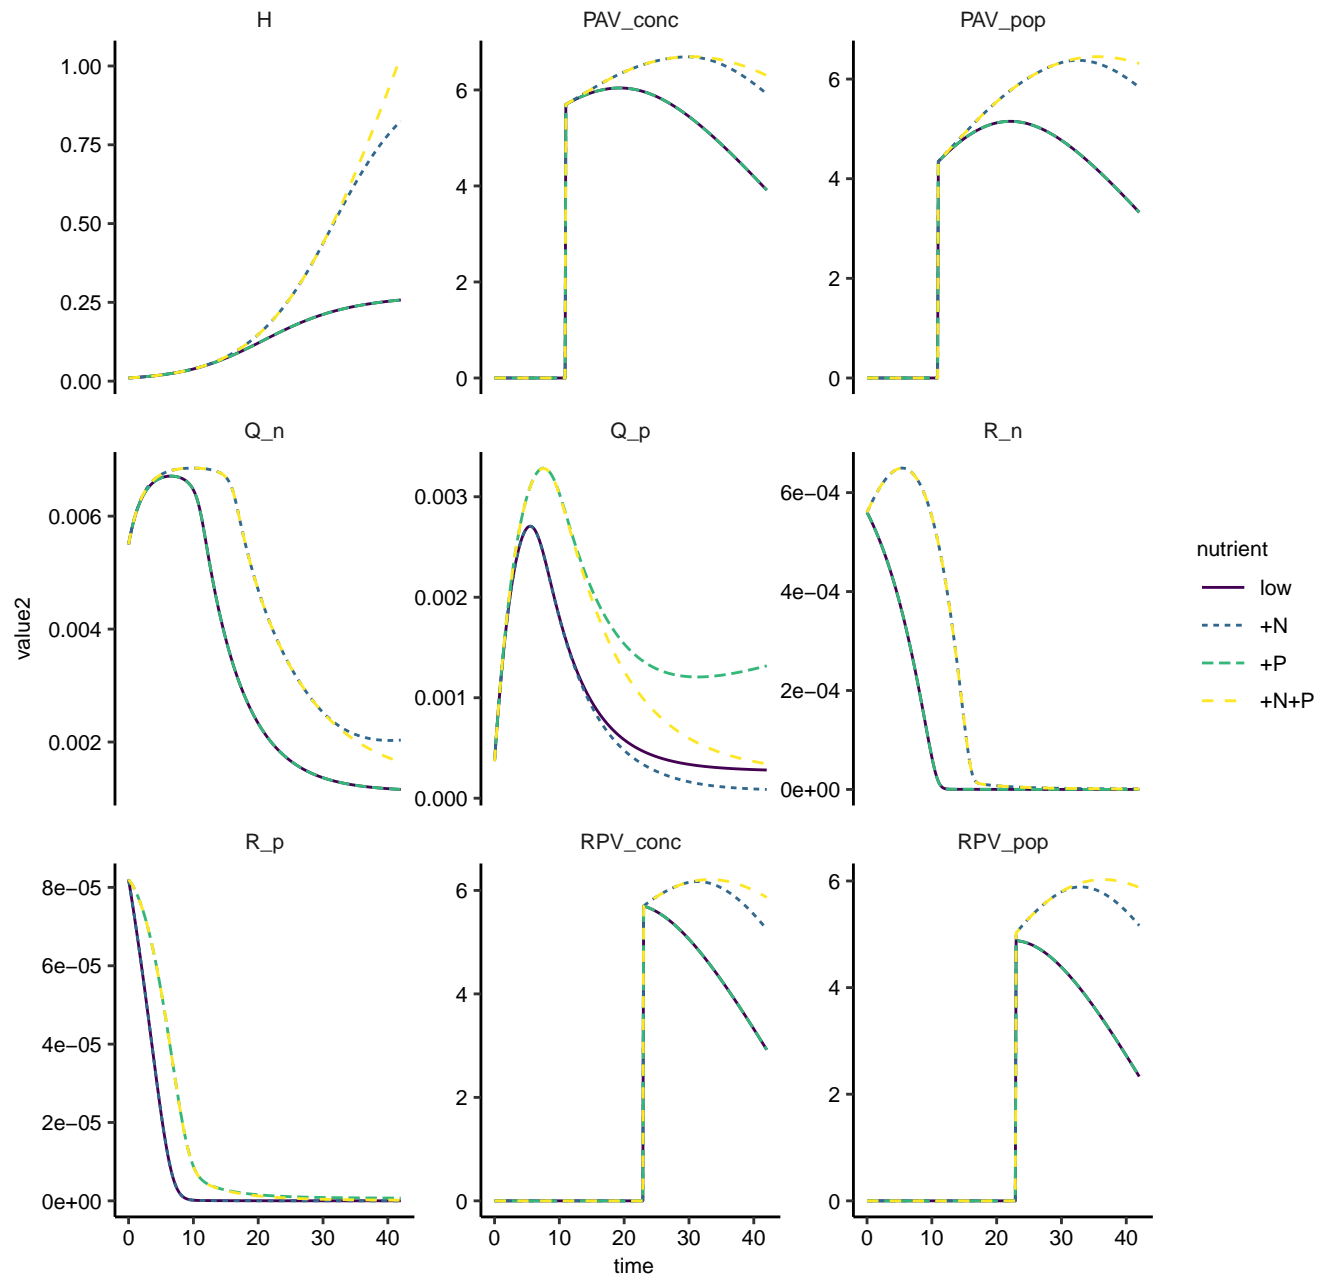 H
PAV_conc
PAV_pop
1.00
0.75
0.50
0.25
0.00
6
4
2
0
6
4
2
0
Q_n
Q_p
R_n
0.006
0.004
0.002
0.003
0.002
0.001
0.000
6e−04
4e−04
2e−04
0e+00
R_p
RPV_conc
RPV_pop
8e−05
6e−05
4e−05
2e−05
0e+00
6
4
2
0
6
4
2
0
0 10 20 30 40
0 10 20 30 40
0 10 20 30 40
time
value2
nutrient
low
+N
+P
+N+P